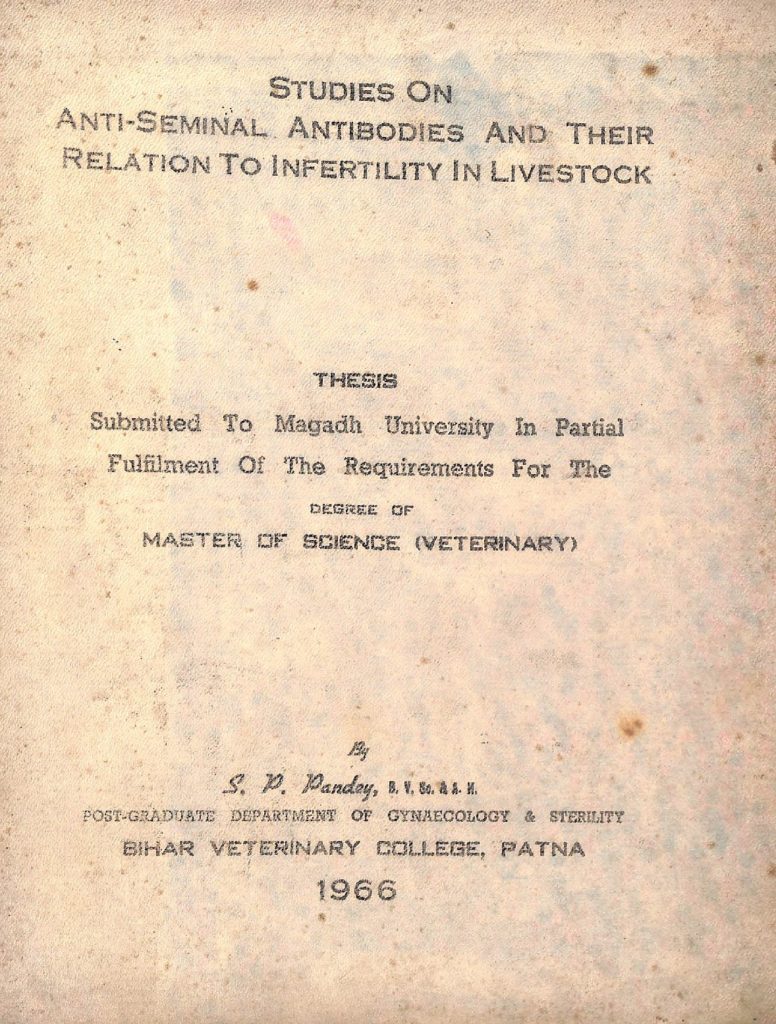 STUDIES ON
ANTI-SEMINAL ANTIBODIES AND THEIR
RELATION TO INFERTILITY IN LIVESTOCK
THESIS
Submitted To Magadh University In Partial
Fulfilment Of The Requirements For The
DEGREE OF
MASTER OF SCIENCE (VETERINARY)
By
S. P. Pandey, B. V. Sc. & A. H.
POST-GRADUATE DEPARTMENT OF GYNAECOLOGY & STERILITY
BIHAR VETERINARY COLLEGE, PATNA
1966